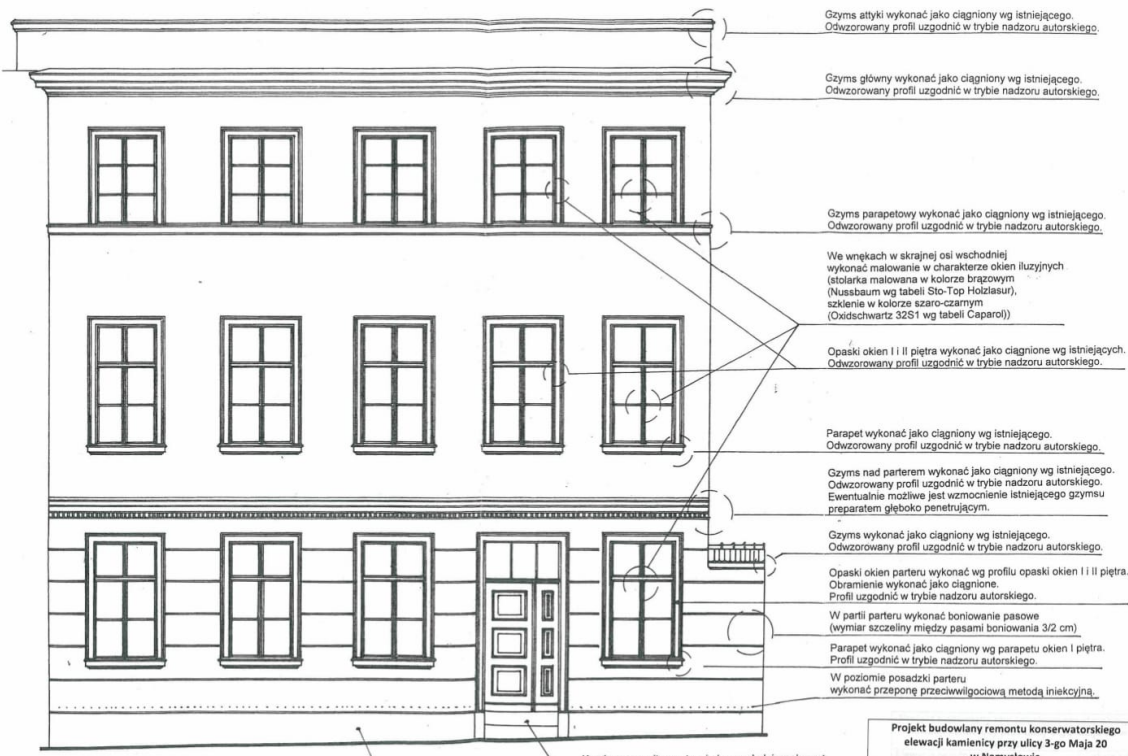 Gzyms attyki wykonać jako ciągniony wg istniejącego.
Odwzorowany profil uzgodnić w trybie nadzoru autorskiego.
Gzyms główny wykonać jako ciągniony wg istniejącego.
Odwzorowany profil uzgodnić w trybie nadzoru autorskiego.
Gzyms parapetowy wykonać jako ciągniony wg istniejącego.
Odwzorowany profil uzgodnić w trybie nadzoru autorskiego.
We wnękach w skrajnej osi wschodniej
wykonać malowanie w charakterze okien iluzyjnych
(stolarka malowana w kolorze brązowym
(Nussbaum wg tabeli Sto-Top Holzlasur),
szklenie w kolorze szaro-czarnym
(Oxidschwartz 32S1 wg tabeli Caparol))
Opaski okien I i II piętra wykonać jako ciągnione wg istniejących.
Odwzorowany profil uzgodnić w trybie nadzoru autorskiego.
Parapet wykonać jako ciągniony wg istniejącego.
Odwzorowany profil uzgodnić w trybie nadzoru autorskiego.
Gzyms nad parterem wykonać jako ciągniony wg istniejącego.
Odwzorowany profil uzgodnić w trybie nadzoru autorskiego.
Ewentualnie możliwe jest wzmocnienie istniejącego gzymsu
preparatem głęboko penetrującym.
Gzyms wykonać jako ciągniony wg istniejącego.
Odwzorowany profil uzgodnić w trybie nadzoru autorskiego.
Opaski okien parteru wykonać wg profilu opaski okien I i II piętra.
Obramienie wykonać jako ciągnione.
Profil uzgodnić w trybie nadzoru autorskiego.
W partii parteru wykonać boniowanie pasowe
(wymiar szczeliny między pasami boniowania 3/2 cm)
Parapet wykonać jako ciągniony wg parapetu okien I piętra.
Profil uzgodnić w trybie nadzoru autorskiego.
W poziomie posadzki parteru
wykonać przeponę przeciwwilgociową metodą iniekcyjną.
Projekt budowlany remontu konserwatorskiego
elewacji kamienicy przy ulicy 3-go Maja 20